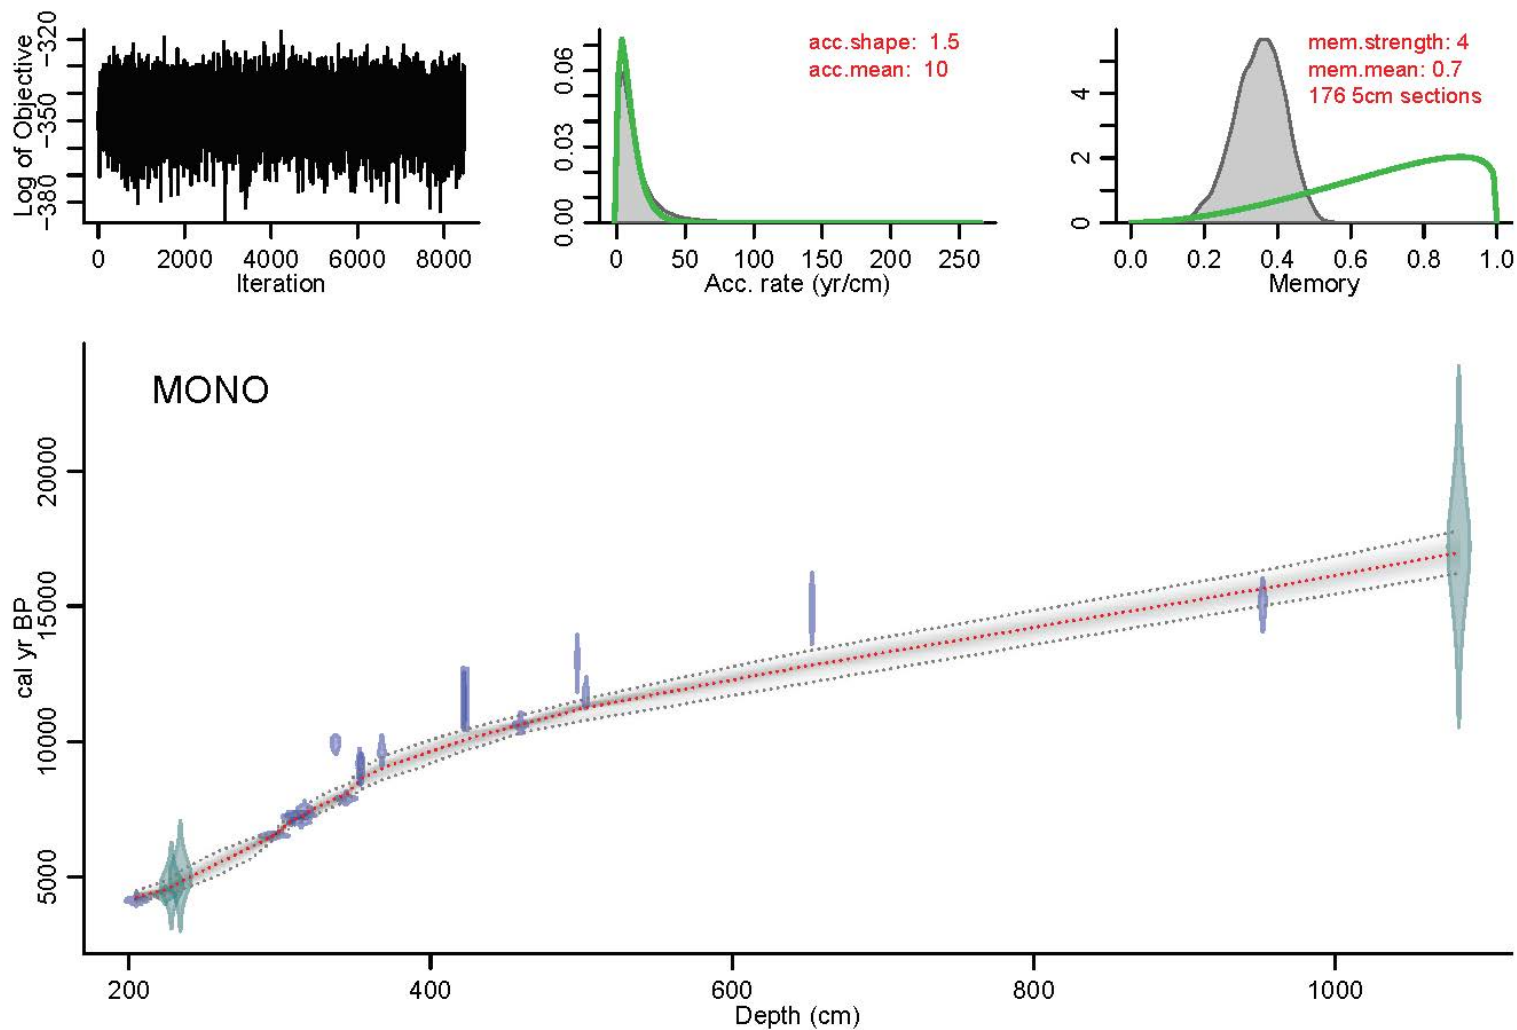 Log of Objective
−320
−350
−380
0 2000 4000 6000 8000
Iteration
0.06
0.03
0.00
acc.shape: 1.5
acc.mean: 10
0 50 100 150 200 250
Acc. rate (yr/cm)
4
2
0
mem.strength: 4
mem.mean: 0.7
176 5cm sections
0.0 0.2 0.4 0.6 0.8 1.0
Memory
MONO
cal yr BP
20000
15000
10000
5000
200 400 600 800 1000
Depth (cm)